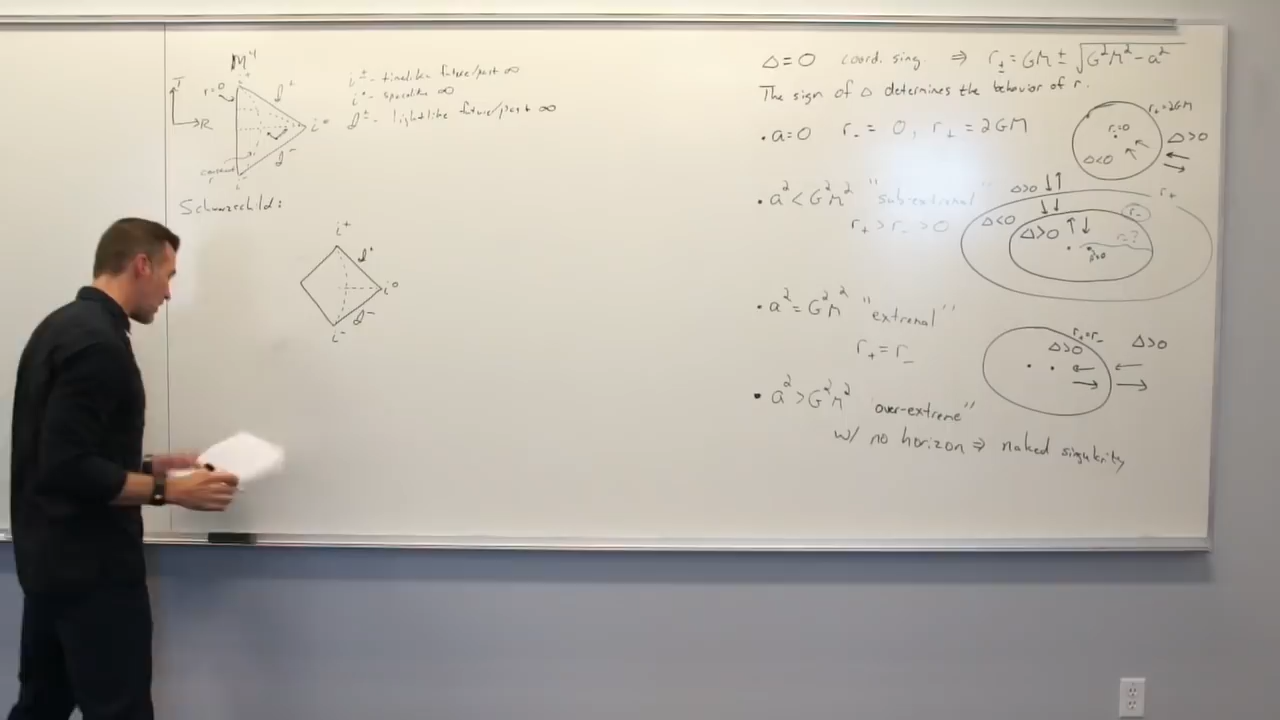 M⁴
T
r=0
i⁺
𝓘⁺
R
i⁰
𝓘⁻
constant
r
i⁻
i± - timelike future/past ∞
i⁰ - spacelike ∞
𝓘± - lightlike future/past ∞
Schwarzschild:
i⁺
𝓘⁺
i⁰
𝓘⁻
i⁻
Δ=0 coord. sing. ⇒ r± = GM ± √G²M²-a²
The sign of Δ determines the behavior of r.
• a=0 r₋ = 0, r₊ = 2GM
r₊=2GM
r=0
Δ<0
Δ>0
• a² < G²M² "sub-extremal"
r₊ > r₋ > 0
Δ>0 ↓↑
r₊
Δ<0 ↓↓
r₋
Δ>0 ↑↓
r=?
• a² = G²M² "extremal"
r₊ = r₋
r₊=r₋
Δ>0
Δ>0
• a² > G²M² "over-extreme"
w/ no horizon ⇒ naked singularity